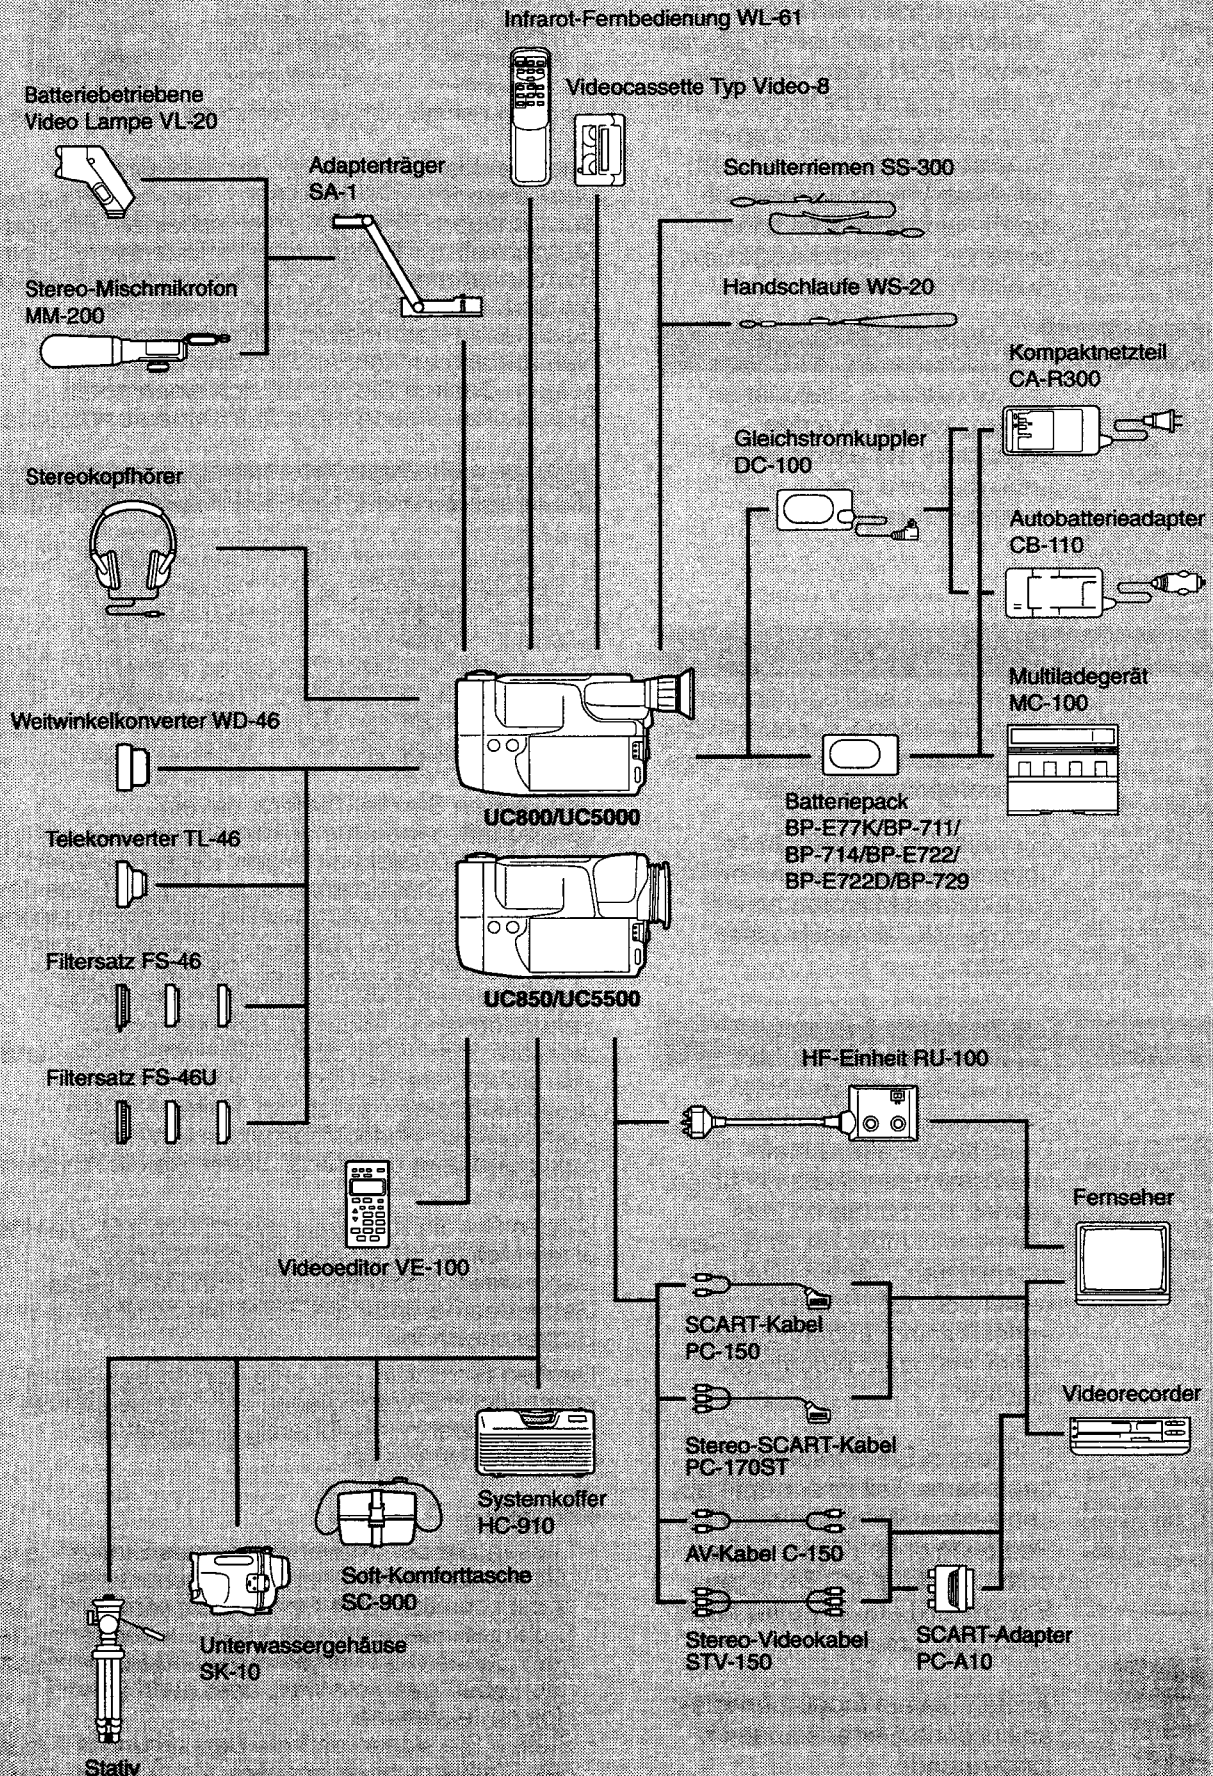 Infrarot-Fernbedienung WL-61
Videocassette Typ Video-8
Batteriebetriebene
Video Lampe VL-20
Adapterträger
SA-1
Schulterriemen SS-300
Stereo-Mischmikrofon
MM-200
Handschlaufe WS-20
Kompaktnetzteil
CA-R300
Gleichstromkuppler
DC-100
Stereokopfhörer
Autobatterieadapter
CB-110
Multiladegerät
MC-100
Weitwinkelkonverter WD-46
UC800/UC5000
Batteriepack
BP-E77K/BP-711/
BP-714/BP-E722/
BP-E722D/BP-729
Telekonverter TL-46
Filtersatz FS-46
UC850/UC5500
Filtersatz FS-46U
HF-Einheit RU-100
Fernseher
Videoeditor VE-100
SCART-Kabel
PC-150
Videorecorder
Stereo-SCART-Kabel
PC-170ST
Systemkoffer
HC-910
AV-Kabel C-150
Soft-Komforttasche
SC-900
Unterwassergehäuse
SK-10
Stereo-Videokabel
STV-150
SCART-Adapter
PC-A10
Stativ